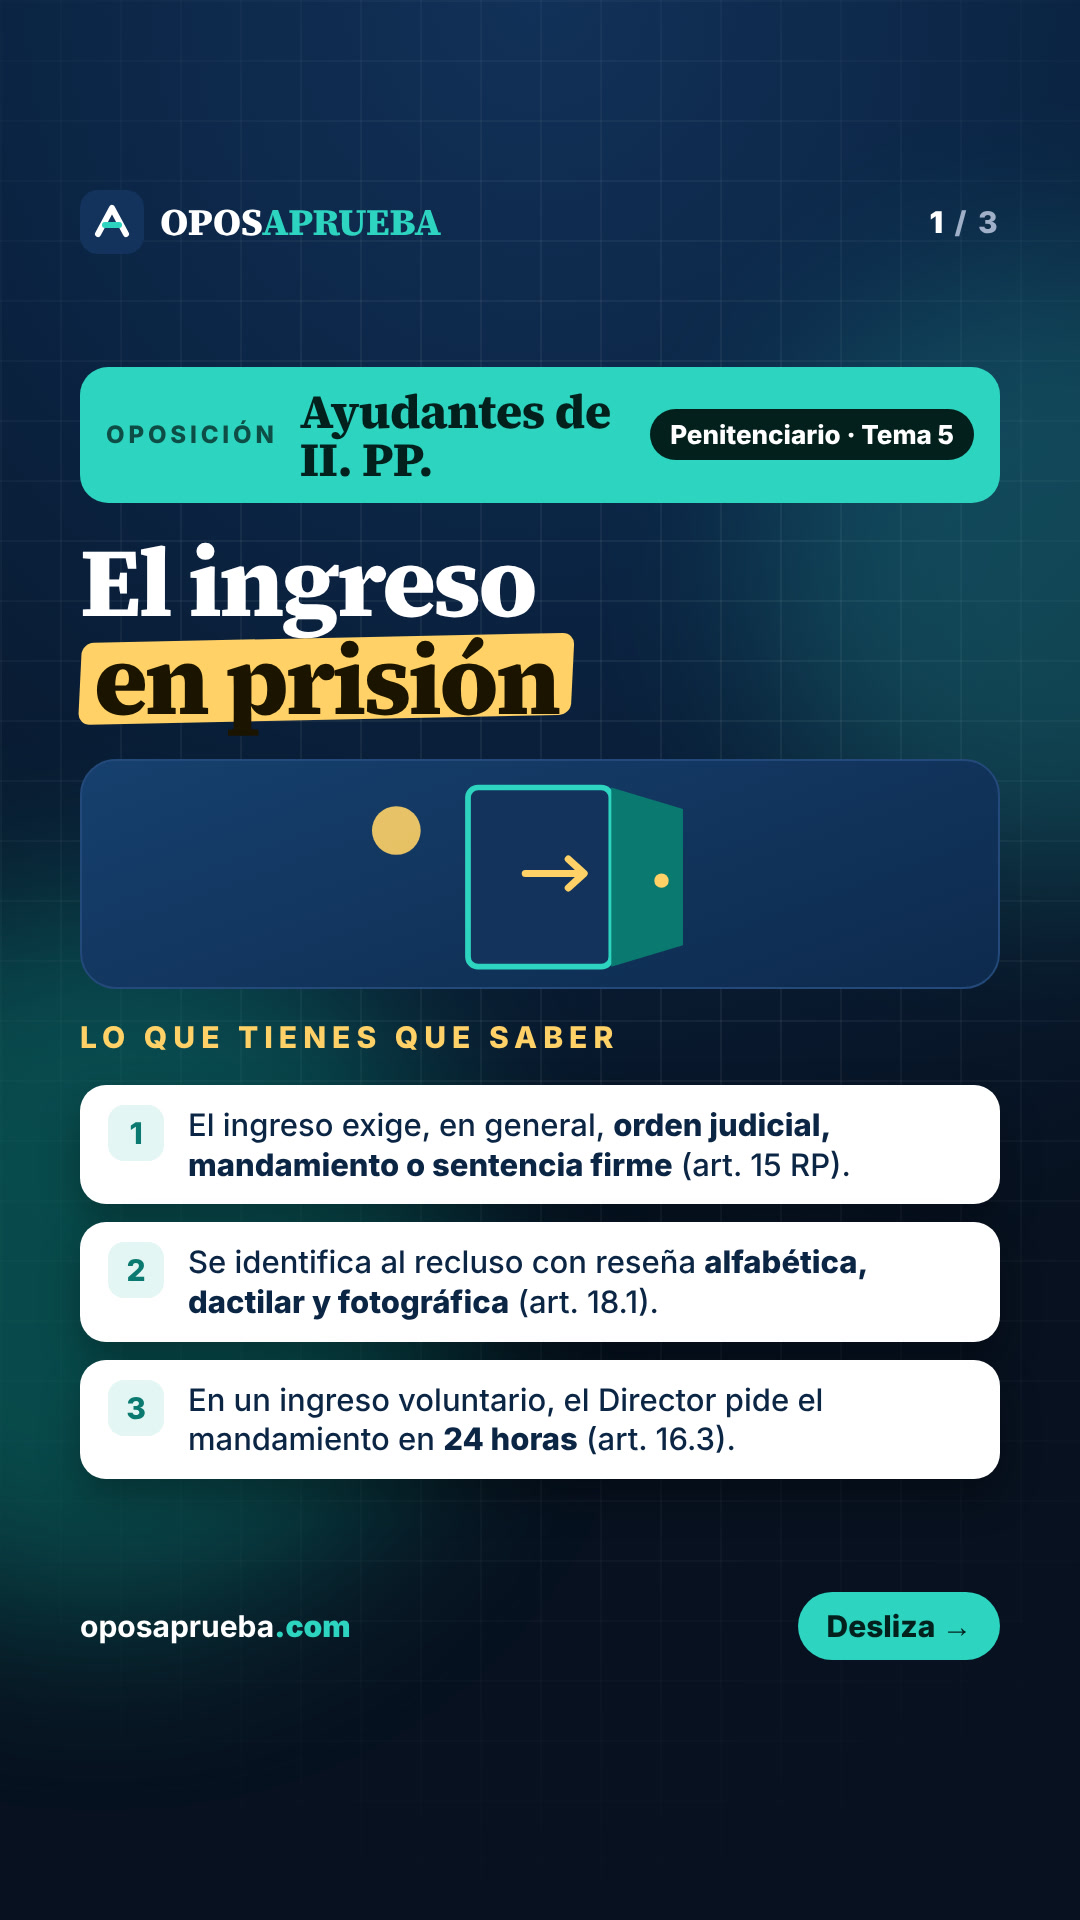 OPOSAPRUEBA
1 / 3
OPOSICIÓN
Ayudantes de
II. PP.
Penitenciario · Tema 5
El ingreso
en prisión
LO QUE TIENES QUE SABER
1
El ingreso exige, en general, orden judicial,
mandamiento o sentencia firme (art. 15 RP).
2
Se identifica al recluso con reseña alfabética,
dactilar y fotográfica (art. 18.1).
3
En un ingreso voluntario, el Director pide el
mandamiento en 24 horas (art. 16.3).
oposaprueba.com
Desliza →